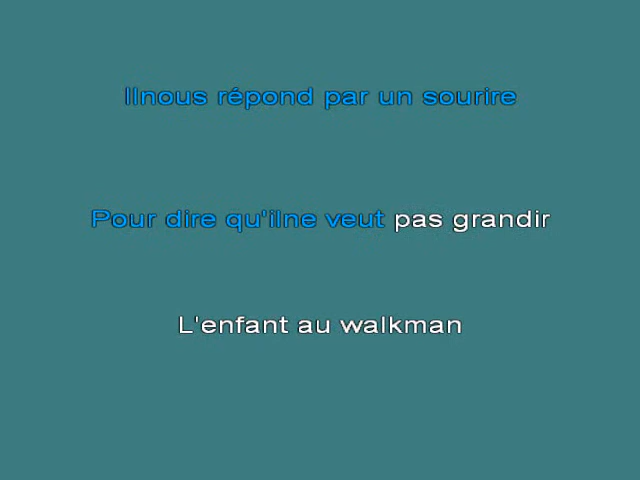 Ilnous répond par un sourire
Pour dire qu'ilne veut pas grandir
L'enfant au walkman